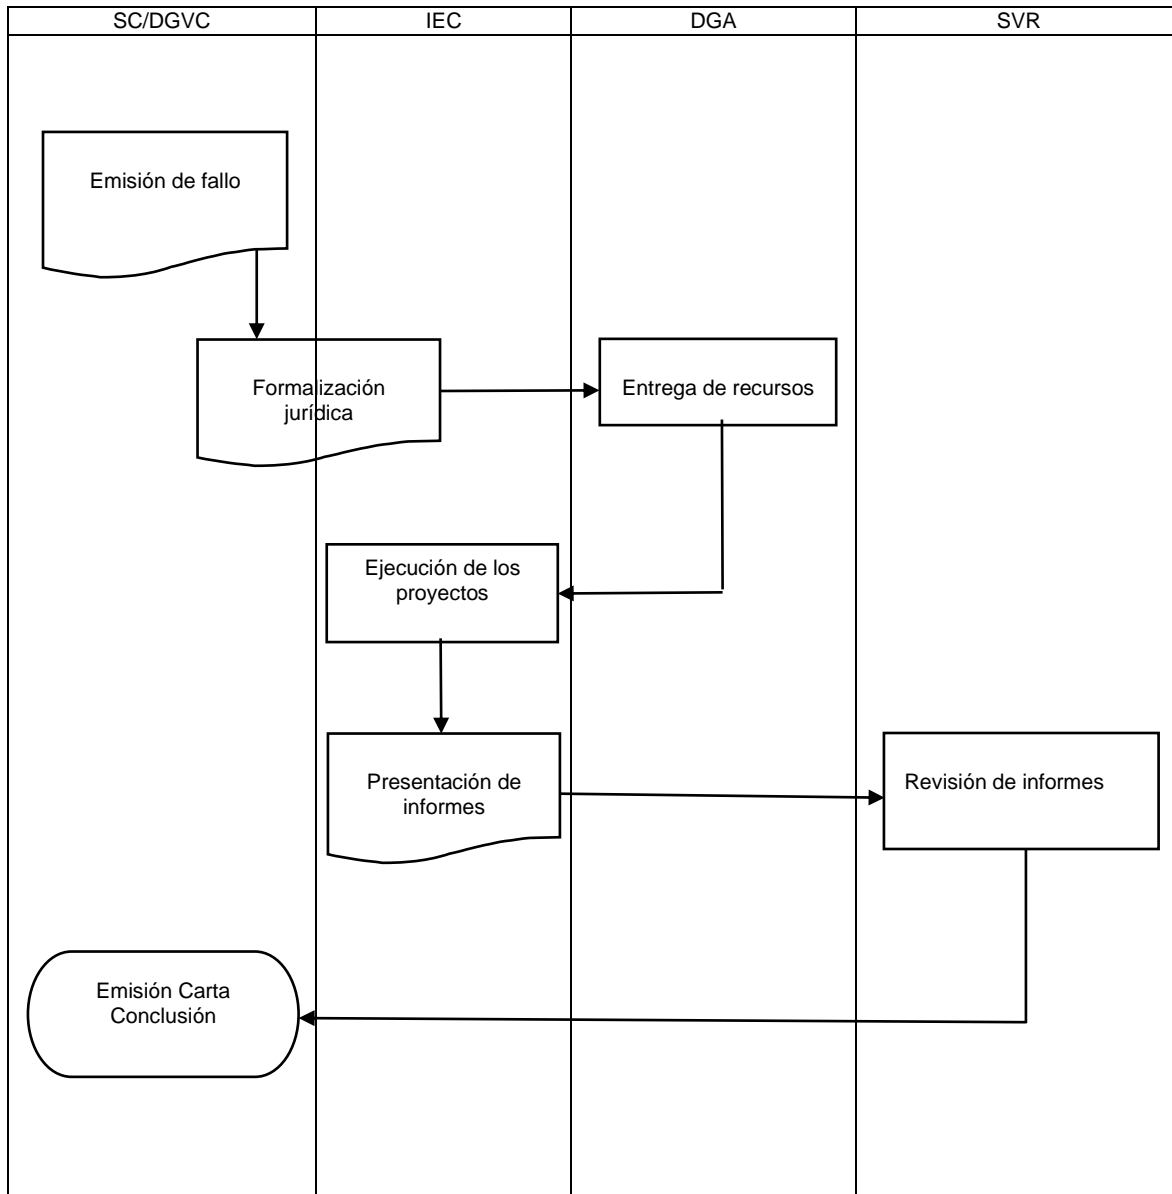 SC/DGVC
IEC
DGA
SVR
Emisión de fallo
Formalización
jurídica
Entrega de recursos
Ejecución de los
proyectos
Presentación de
informes
Revisión de informes
Emisión Carta
Conclusión